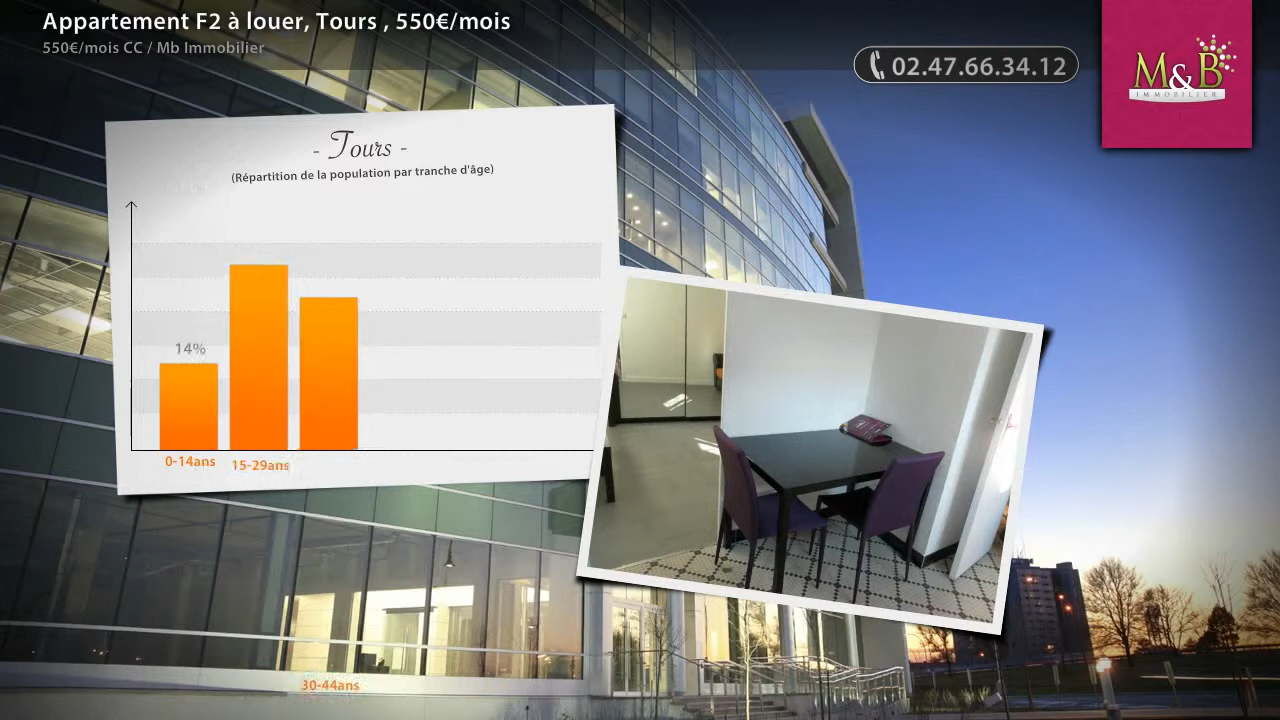 Appartement F2 à louer, Tours , 550€/mois
550€/mois CC / Mb Immobilier
02.47.66.34.12
M&B
IMMOBILIER
- Tours -
(Répartition de la population par tranche d'âge)
14%
0-14ans
15-29ans
30-44ans